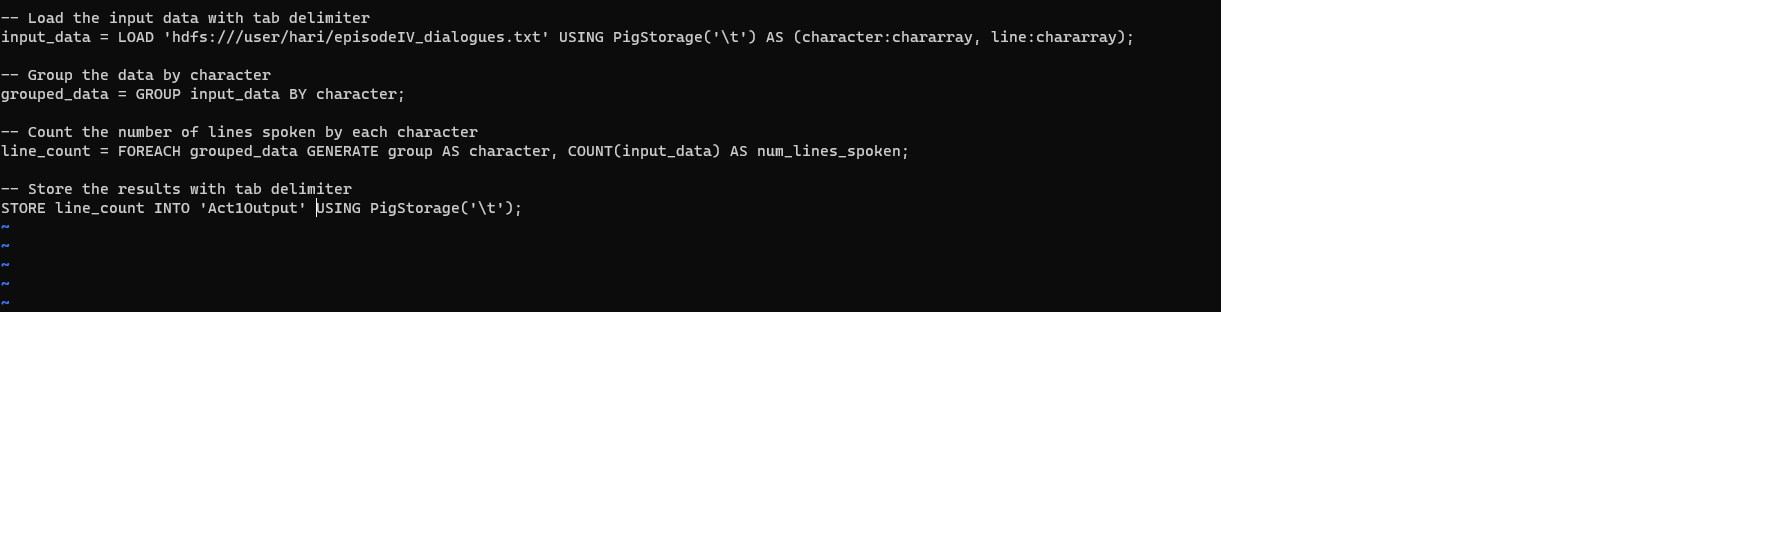 -- Load the input data with tab delimiter
input_data = LOAD 'hdfs:///user/hari/episodeIV_dialogues.txt' USING PigStorage('\t') AS (character:chararray, line:chararray);
-- Group the data by character
grouped_data = GROUP input_data BY character;
-- Count the number of lines spoken by each character
line_count = FOREACH grouped_data GENERATE group AS character, COUNT(input_data) AS num_lines_spoken;
-- Store the results with tab delimiter
STORE line_count INTO 'Act1Output' USING PigStorage('\t');
~
~
~
~
~